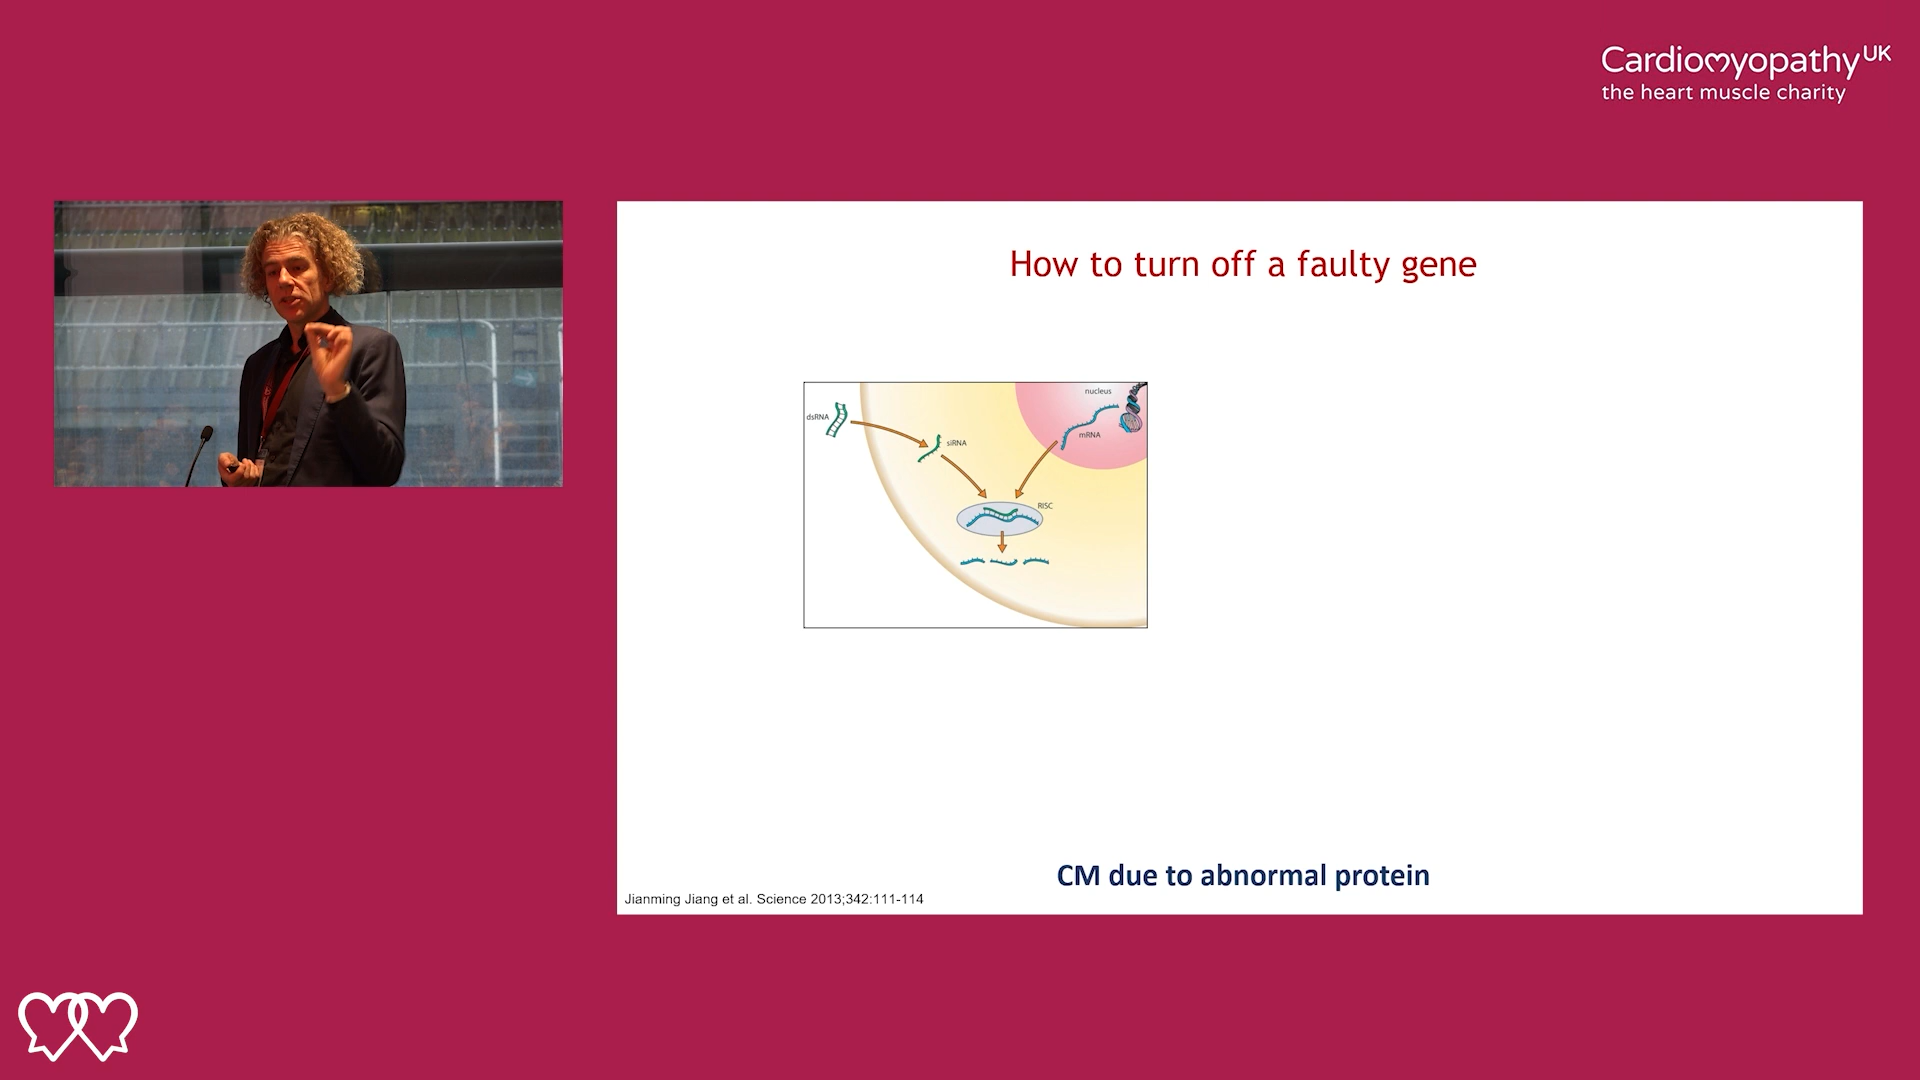 Cardiomyopathy UK
the heart muscle charity
How to turn off a faulty gene
nucleus
dsRNA
mRNA
siRNA
RISC
CM due to abnormal protein
Jianming Jiang et al. Science 2013;342:111-114